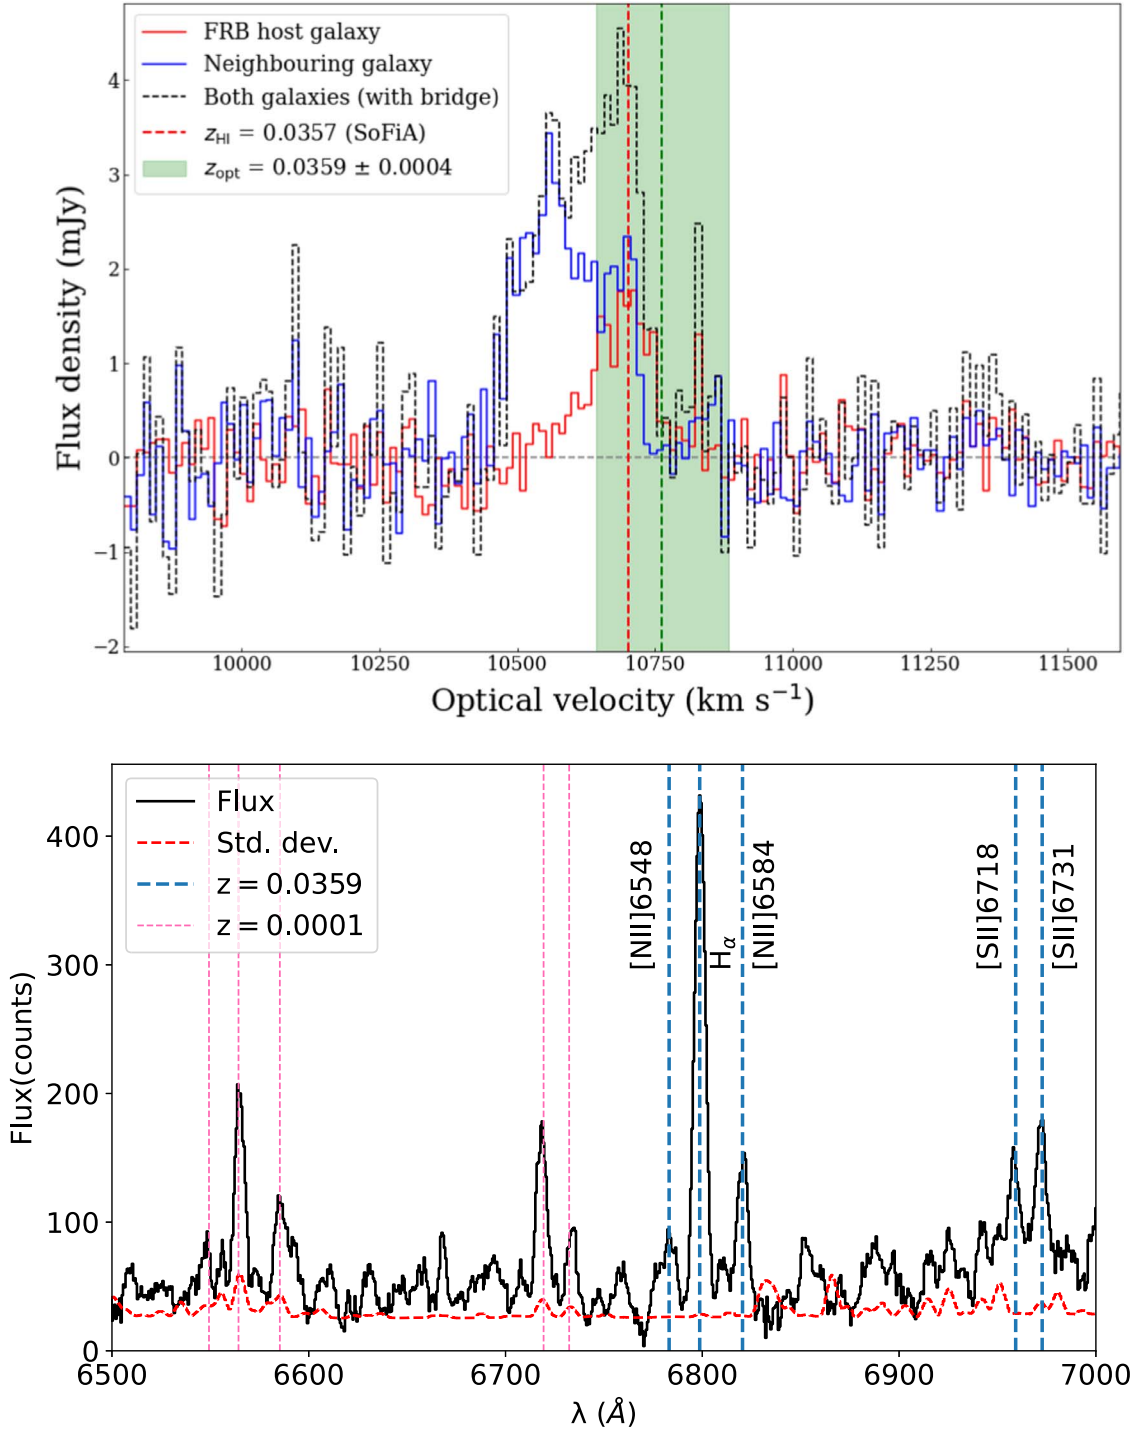 FRB host galaxy
Neighbouring galaxy
Both galaxies (with bridge)
z_HI = 0.0357 (SoFiA)
z_opt = 0.0359 ± 0.0004
4
3
2
1
0
−1
−2
Flux density (mJy)
10000 10250 10500 10750 11000 11250 11500
Optical velocity (km s⁻¹)
Flux
Std. dev.
z = 0.0359
z = 0.0001
[NII]6548
H_α
[NII]6584
[SII]6718
[SII]6731
400
300
200
100
0
Flux(counts)
6500 6600 6700 6800 6900 7000
λ (Å)